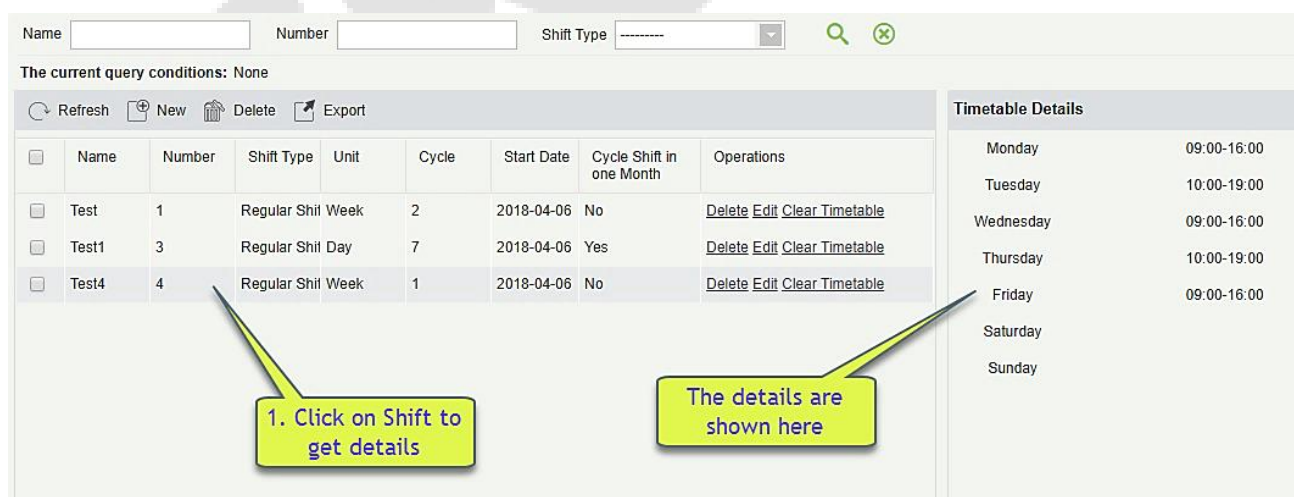 Name Number Shift Type ---------
The current query conditions: None
Refresh New Delete Export
Name Number Shift Type Unit Cycle Start Date Cycle Shift in one Month Operations
Test 1 Regular Shif Week 2 2018-04-06 No Delete Edit Clear Timetable
Test1 3 Regular Shif Day 7 2018-04-06 Yes Delete Edit Clear Timetable
Test4 4 Regular Shif Week 1 2018-04-06 No Delete Edit Clear Timetable
1. Click on Shift to
get details
Timetable Details
Monday 09:00-16:00
Tuesday 10:00-19:00
Wednesday 09:00-16:00
Thursday 10:00-19:00
Friday 09:00-16:00
Saturday
Sunday
The details are
shown here